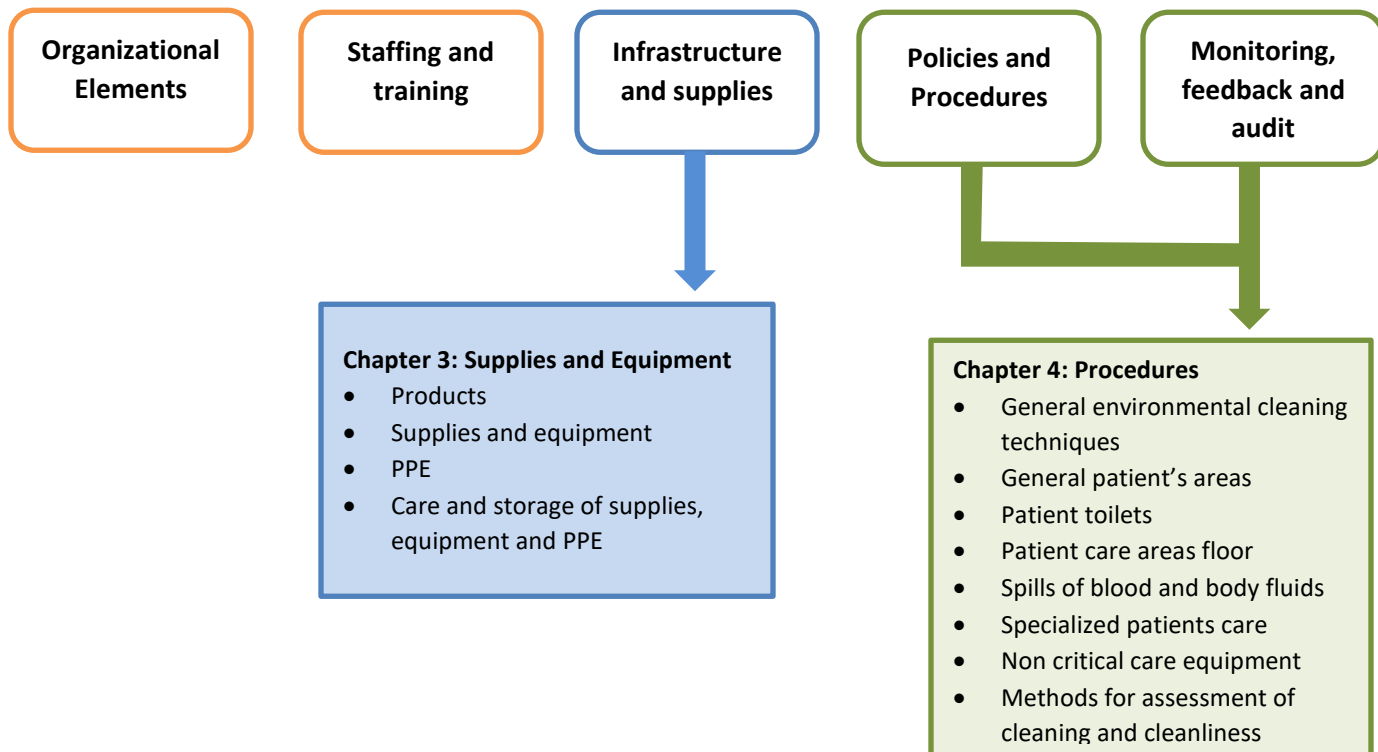 Organizational
Elements
Staffing and
training
Infrastructure
and supplies
Policies and
Procedures
Monitoring,
feedback and
audit
Chapter 3: Supplies and Equipment
• Products
• Supplies and equipment
• PPE
• Care and storage of supplies,
equipment and PPE
Chapter 4: Procedures
• General environmental cleaning
techniques
• General patient’s areas
• Patient toilets
• Patient care areas floor
• Spills of blood and body fluids
• Specialized patients care
• Non critical care equipment
• Methods for assessment of
cleaning and cleanliness